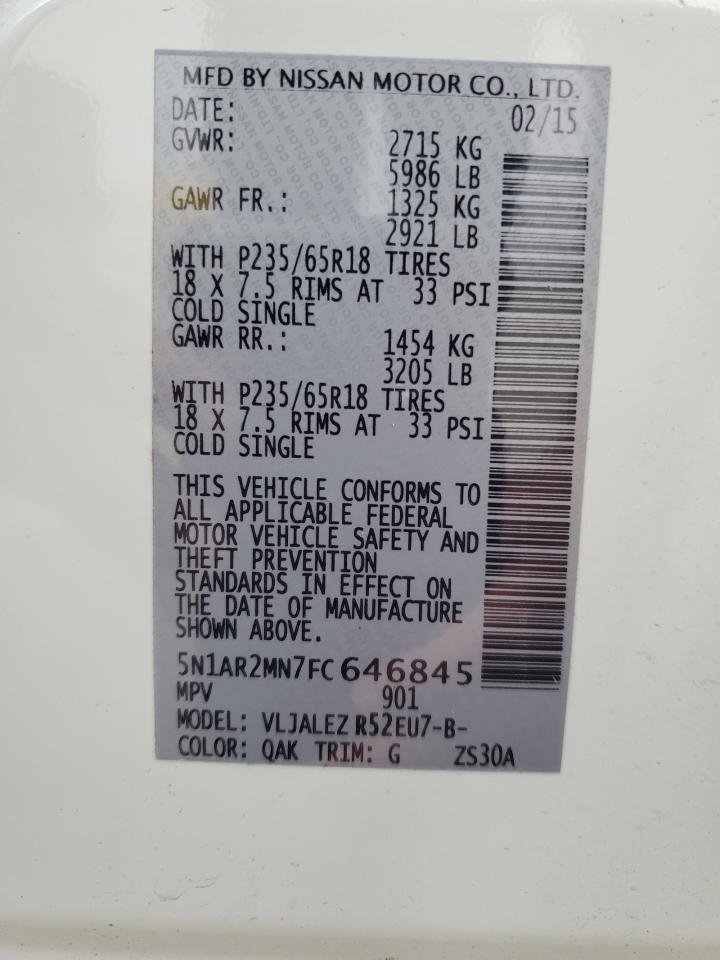 MFD BY NISSAN MOTOR CO., LTD.
DATE: 02/15
GVWR: 2715 KG
5986 LB
GAWR FR.: 1325 KG
2921 LB
WITH P235/65R18 TIRES
18 X 7.5 RIMS AT 33 PSI
COLD SINGLE
GAWR RR.: 1454 KG
3205 LB
WITH P235/65R18 TIRES
18 X 7.5 RIMS AT 33 PSI
COLD SINGLE
THIS VEHICLE CONFORMS TO
ALL APPLICABLE FEDERAL
MOTOR VEHICLE SAFETY AND
THEFT PREVENTION
STANDARDS IN EFFECT ON
THE DATE OF MANUFACTURE
SHOWN ABOVE.
5N1AR2MN7FC646845
MPV 901
MODEL: VLJALEZ R52EU7-B-
COLOR: QAK TRIM: G ZS30A